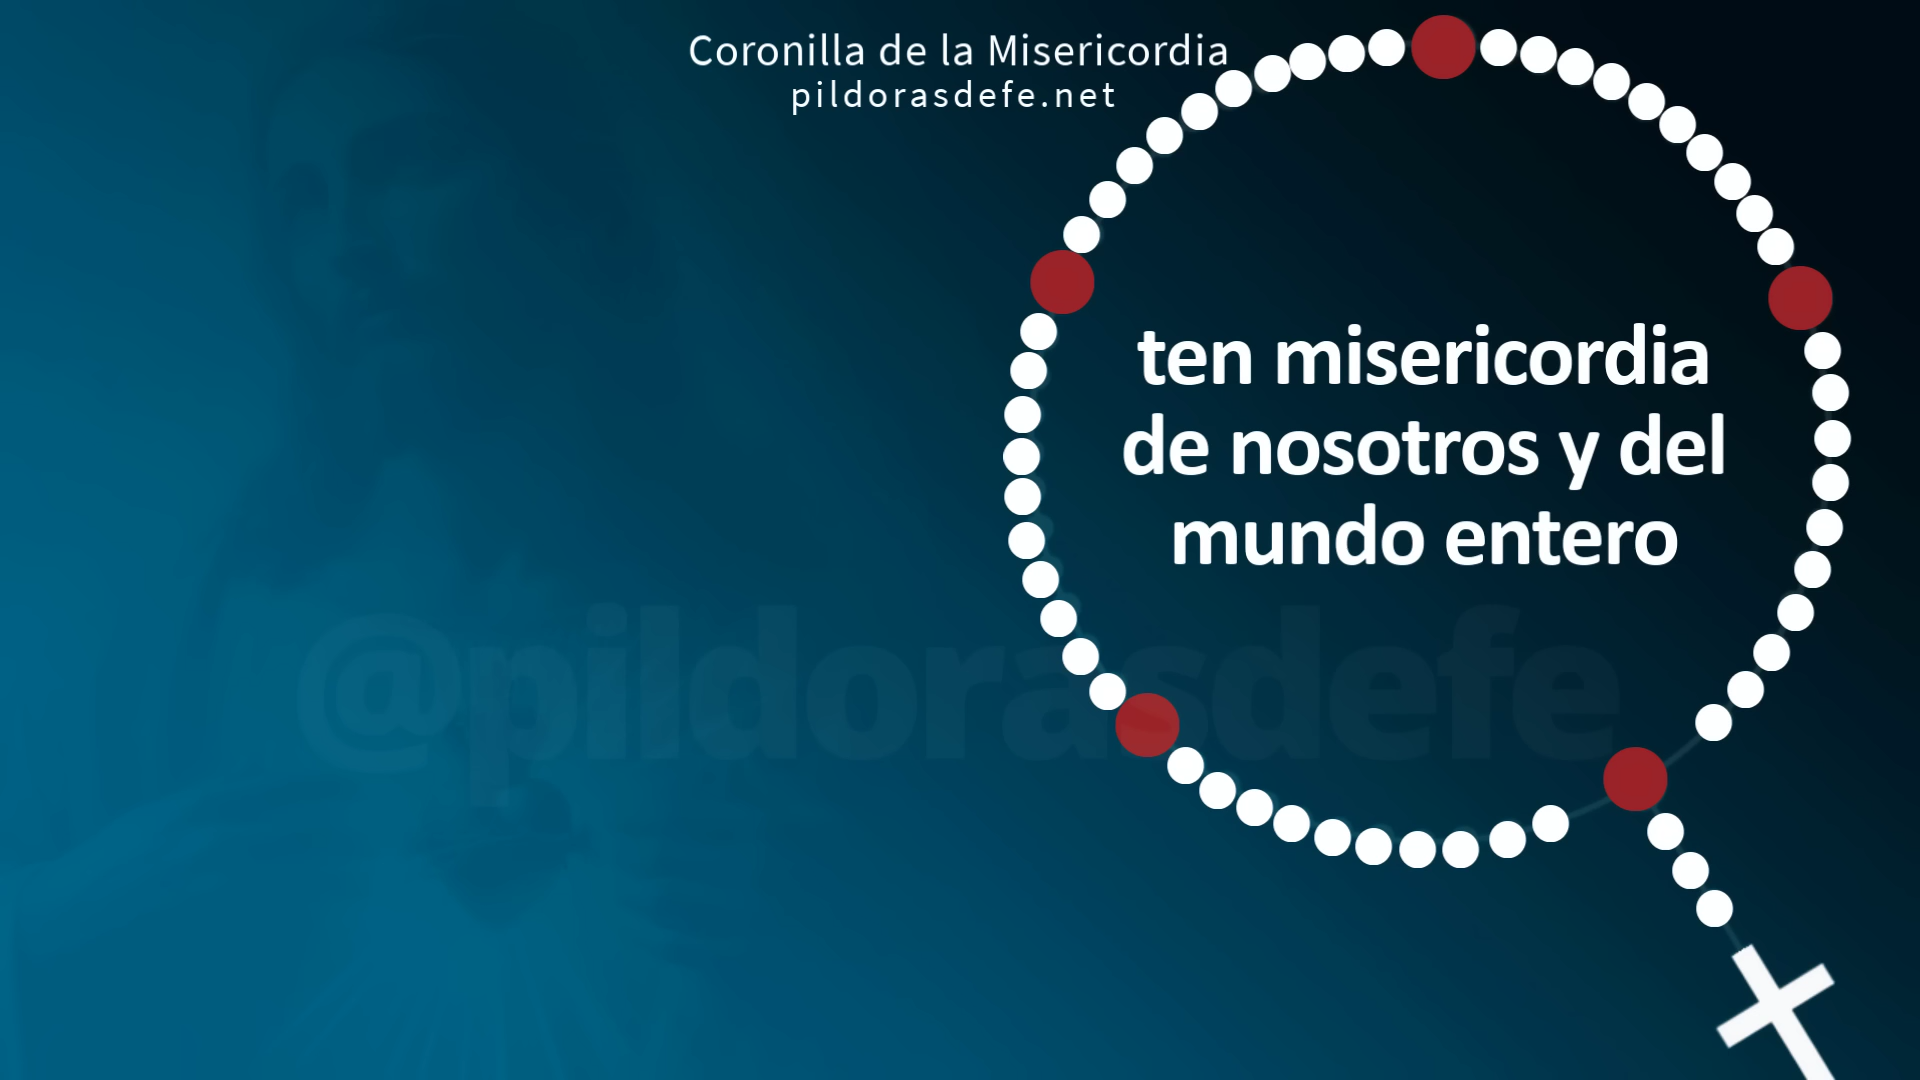 Coronilla de la Misericordia
pildorasdefe.net
ten misericordia
de nosotros y del
mundo entero
@pildorasdefe